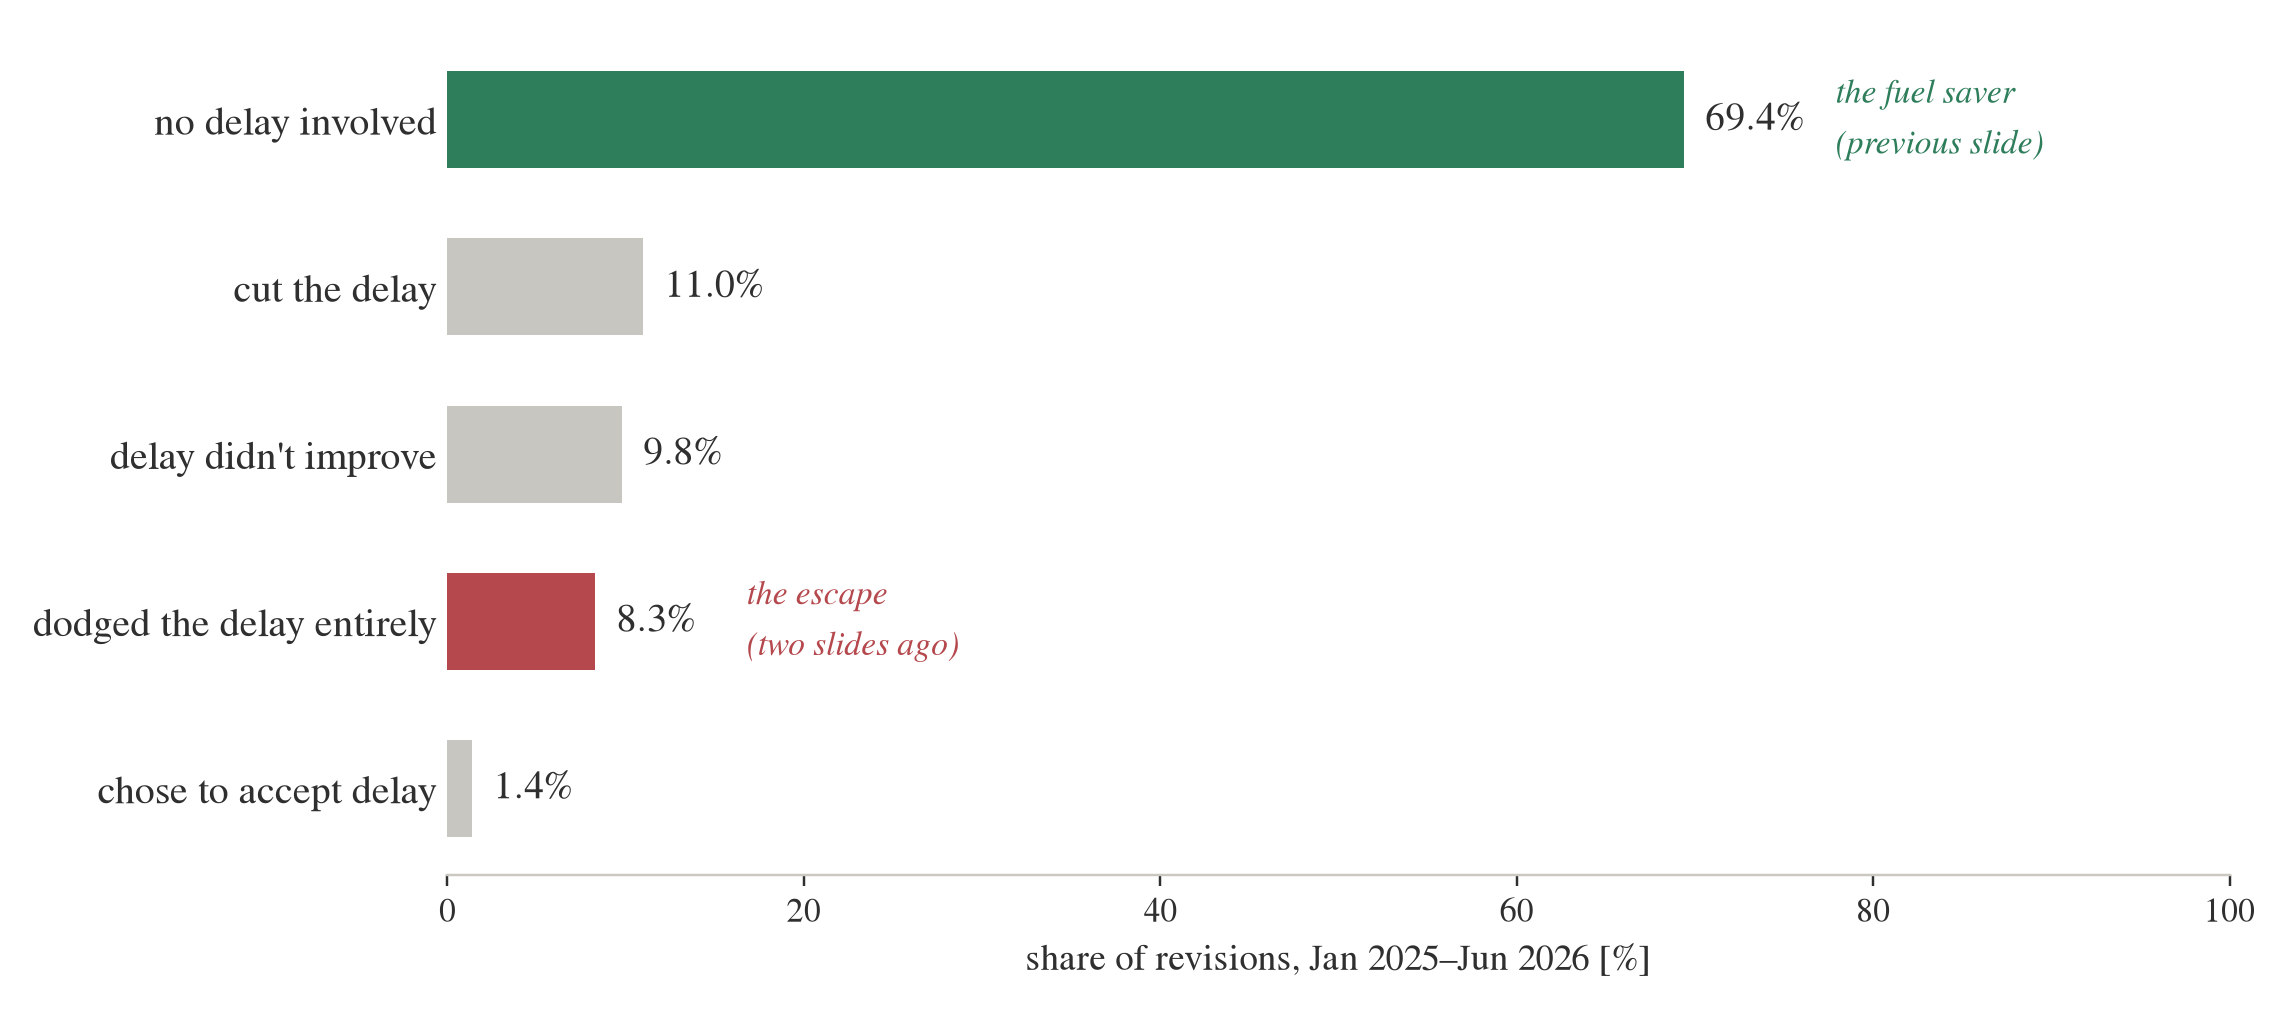 no delay involved
69.4%
the fuel saver
(previous slide)
cut the delay
11.0%
delay didn't improve
9.8%
dodged the delay entirely
8.3%
the escape
(two slides ago)
chose to accept delay
1.4%
0 20 40 60 80 100
share of revisions, Jan 2025–Jun 2026 [%]